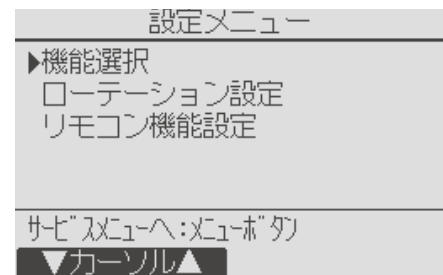 設定メニュー
▶機能選択
ローテーション設定
リモコン機能設定
ｻｰﾋﾞｽﾒﾆｭｰへ:ﾒﾆｭｰﾎﾞﾀﾝ
▼カーソル▲